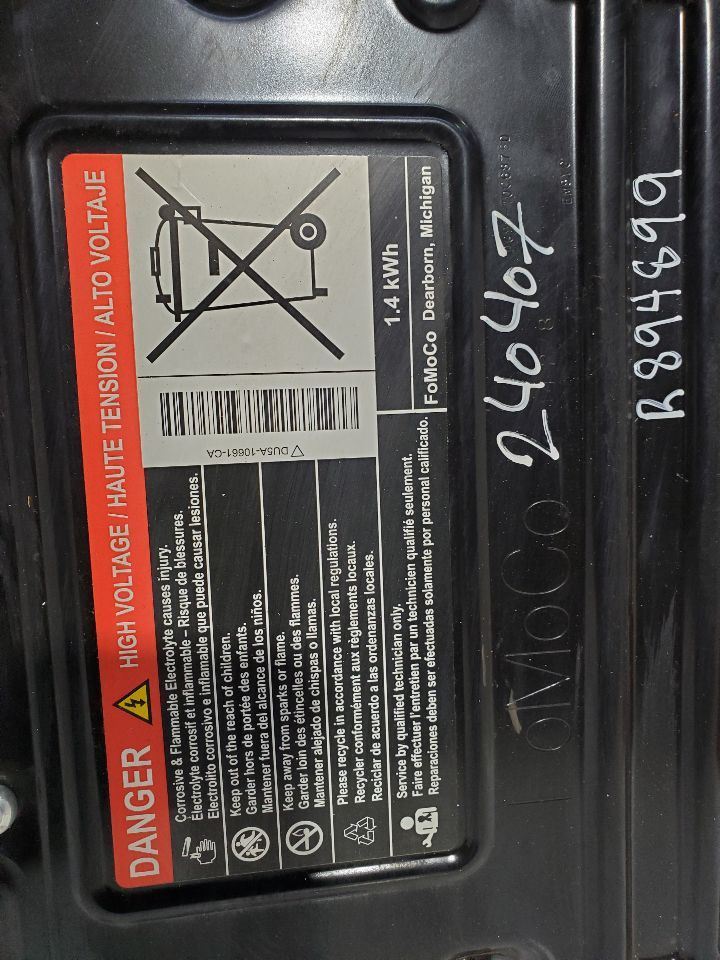 DANGER HIGH VOLTAGE / HAUTE TENSION / ALTO VOLTAJE
Corrosive & Flammable Electrolyte causes injury.
Électrolyte corrosif et inflammable – Risque de blessures.
Electrolito corrosivo e inflamable que puede causar lesiones.
Keep out of the reach of children.
Garder hors de portée des enfants.
Mantener fuera del alcance de los niños.
Keep away from sparks or flame.
Garder loin des étincelles ou des flammes.
Mantener alejado de chispas o llamas.
Please recycle in accordance with local regulations.
Recycler conformément aux règlements locaux.
Reciclar de acuerdo a las ordenanzas locales.
Service by qualified technician only.
Faire effectuer l'entretien par un technicien qualifié seulement.
Reparaciones deben ser efectuadas solamente por personal calificado.
DU5A-10661-CA
1.4 kWh
FoMoCo Dearborn, Michigan
240407
oMoCo
R894899